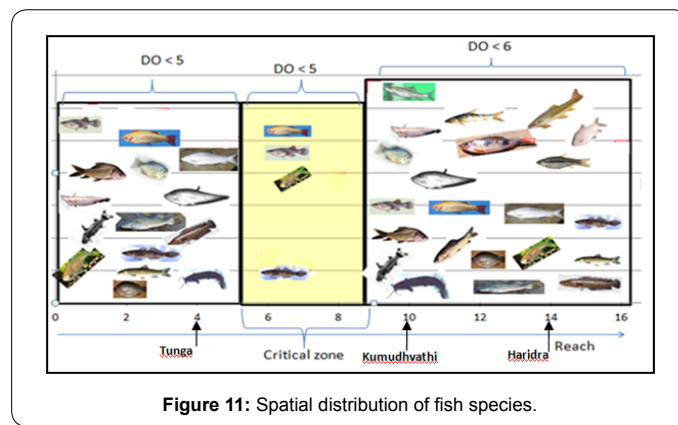 DO < 5
DO < 5
DO < 6
0 2 4 6 8 10 12 14 16
Tunga
Critical zone
Kumudhvathi
Haridra
Reach
Figure 11: Spatial distribution of fish species.